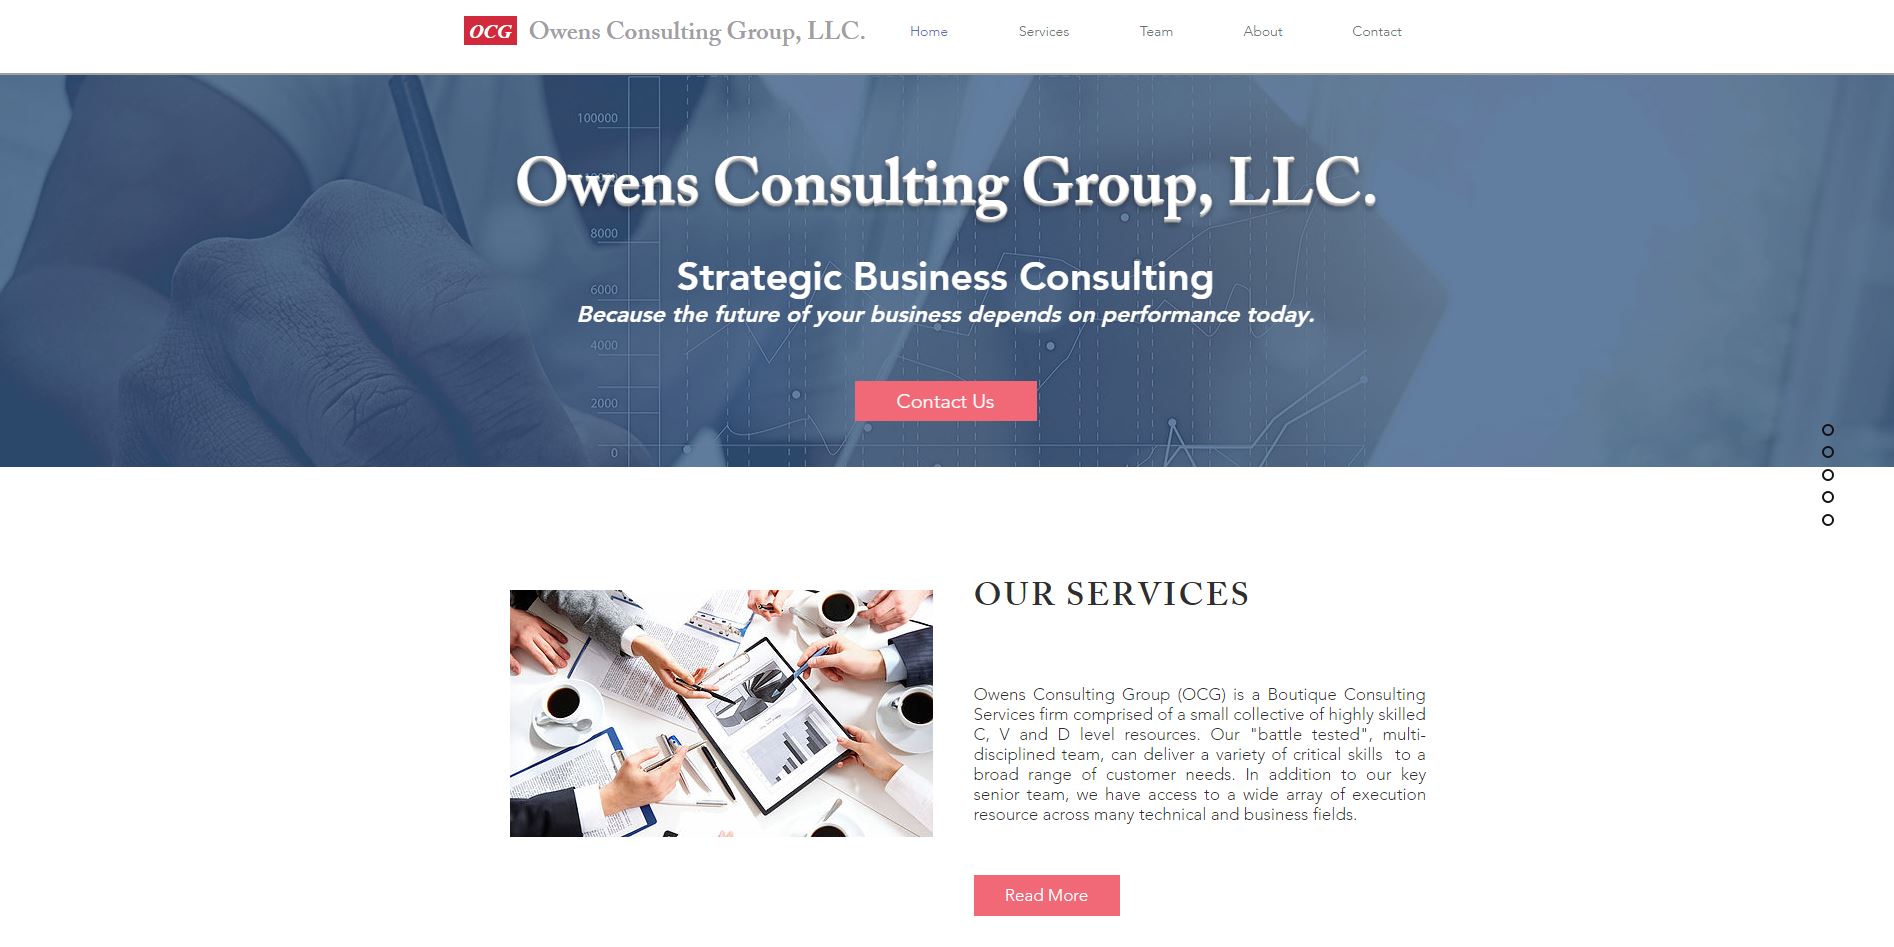 OCG Owens Consulting Group, LLC.
Home Services Team About Contact
100000
Owens Consulting Group, LLC.
8000
Strategic Business Consulting
6000
Because the future of your business depends on performance today.
4000
Contact Us
2000
0
OUR SERVICES
Owens Consulting Group (OCG) is a Boutique Consulting
Services firm comprised of a small collective of highly skilled
C, V and D level resources. Our "battle tested", multi-
disciplined team, can deliver a variety of critical skills to a
broad range of customer needs. In addition to our key
senior team, we have access to a wide array of execution
resource across many technical and business fields.
Read More